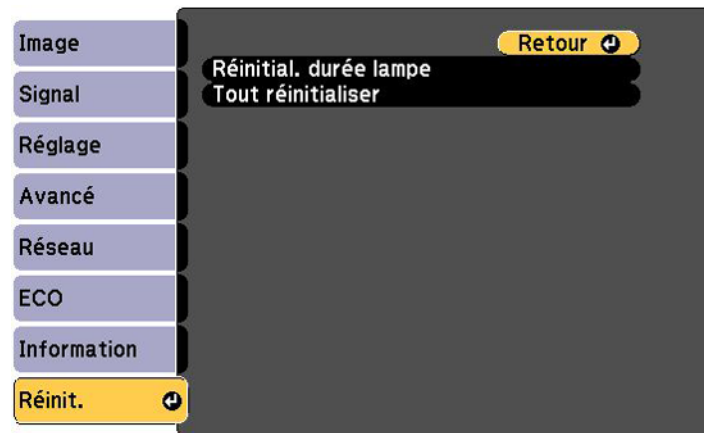 Image
Signal
Réglage
Avancé
Réseau
ECO
Information
Réinit.
Retour
Réinitial. durée lampe
Tout réinitialiser